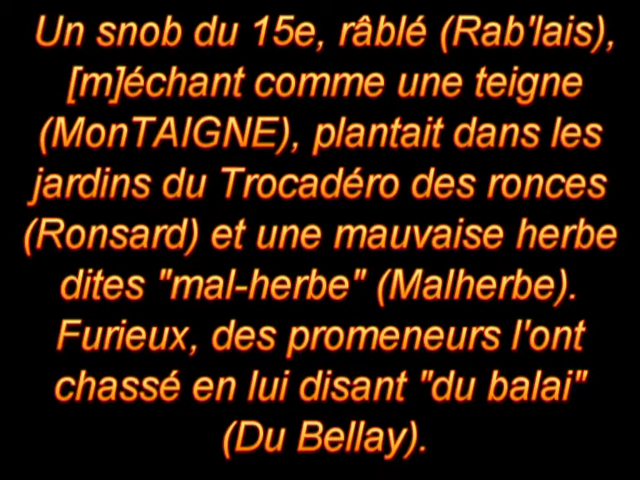 Un snob du 15e, râblé (Rab'lais),
[m]échant comme une teigne
(MonTAIGNE), plantait dans les
jardins du Trocadéro des ronces
(Ronsard) et une mauvaise herbe
dites "mal-herbe" (Malherbe).
Furieux, des promeneurs l'ont
chassé en lui disant "du balai"
(Du Bellay).